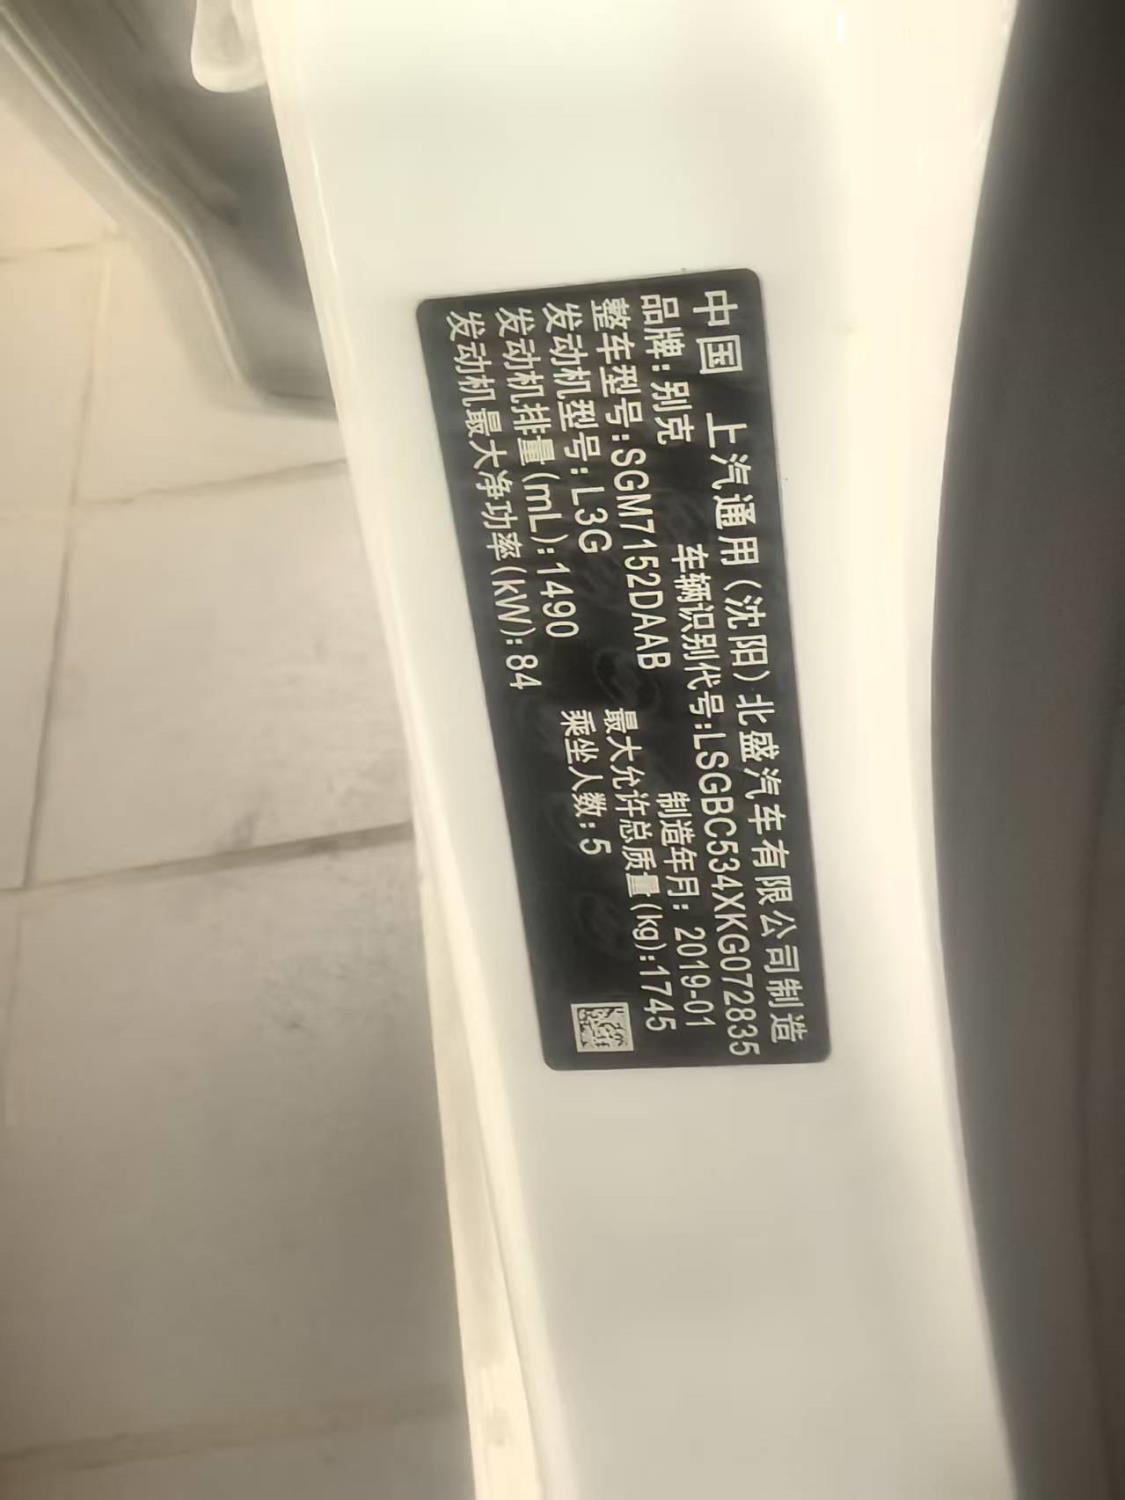 中国 上汽通用(沈阳)北盛汽车有限公司制造
品牌:别克 车辆识别代号:LSGBC534XKG072835
整车型号:SGM7152DAAB 制造年月: 2019-01
发动机型号:L3G 最大允许总质量(kg):1745
发动机排量(mL):1490 乘坐人数:5
发动机最大净功率(kW):84